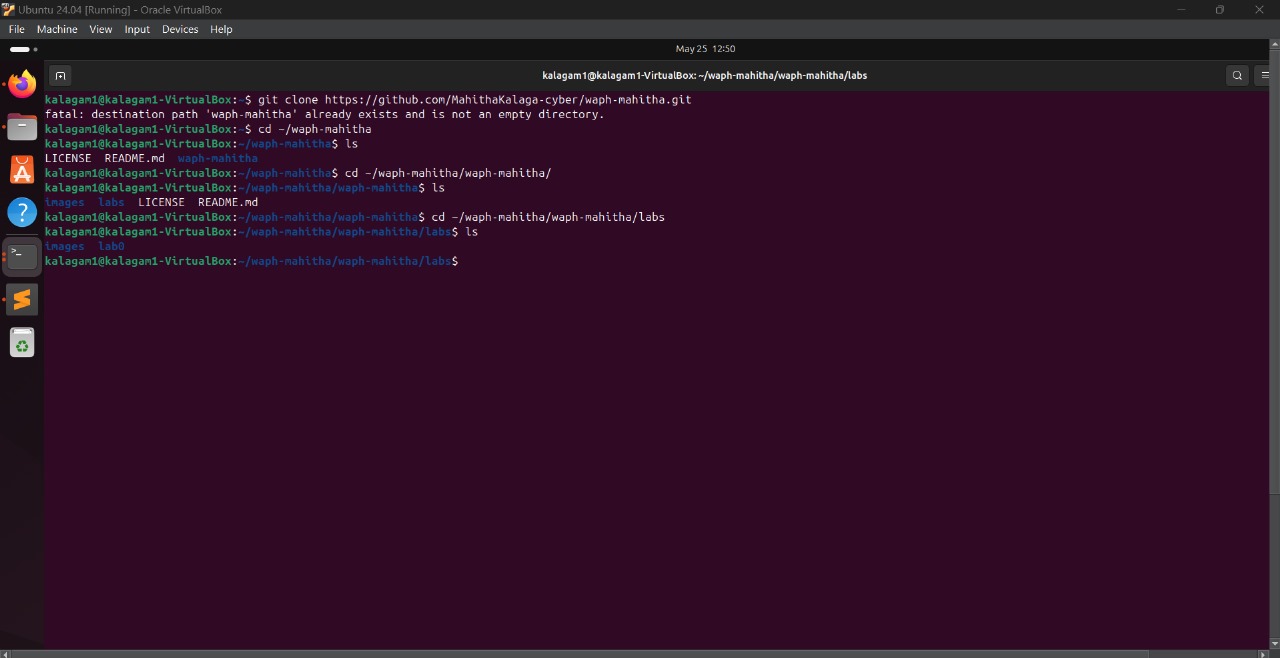 Ubuntu 24.04 [Running] - Oracle VirtualBox
File Machine View Input Devices Help
May 25 12:50
kalagam1@kalagam1-VirtualBox: ~/waph-mahitha/waph-mahitha/labs
kalagam1@kalagam1-VirtualBox:~$ git clone https://github.com/MahithaKalaga-cyber/waph-mahitha.git
fatal: destination path 'waph-mahitha' already exists and is not an empty directory.
kalagam1@kalagam1-VirtualBox:~$ cd ~/waph-mahitha
kalagam1@kalagam1-VirtualBox:~/waph-mahitha$ ls
LICENSE README.md waph-mahitha
kalagam1@kalagam1-VirtualBox:~/waph-mahitha$ cd ~/waph-mahitha/waph-mahitha/
kalagam1@kalagam1-VirtualBox:~/waph-mahitha/waph-mahitha$ ls
images labs LICENSE README.md
kalagam1@kalagam1-VirtualBox:~/waph-mahitha/waph-mahitha$ cd ~/waph-mahitha/waph-mahitha/labs
kalagam1@kalagam1-VirtualBox:~/waph-mahitha/waph-mahitha/labs$ ls
images lab0
kalagam1@kalagam1-VirtualBox:~/waph-mahitha/waph-mahitha/labs$